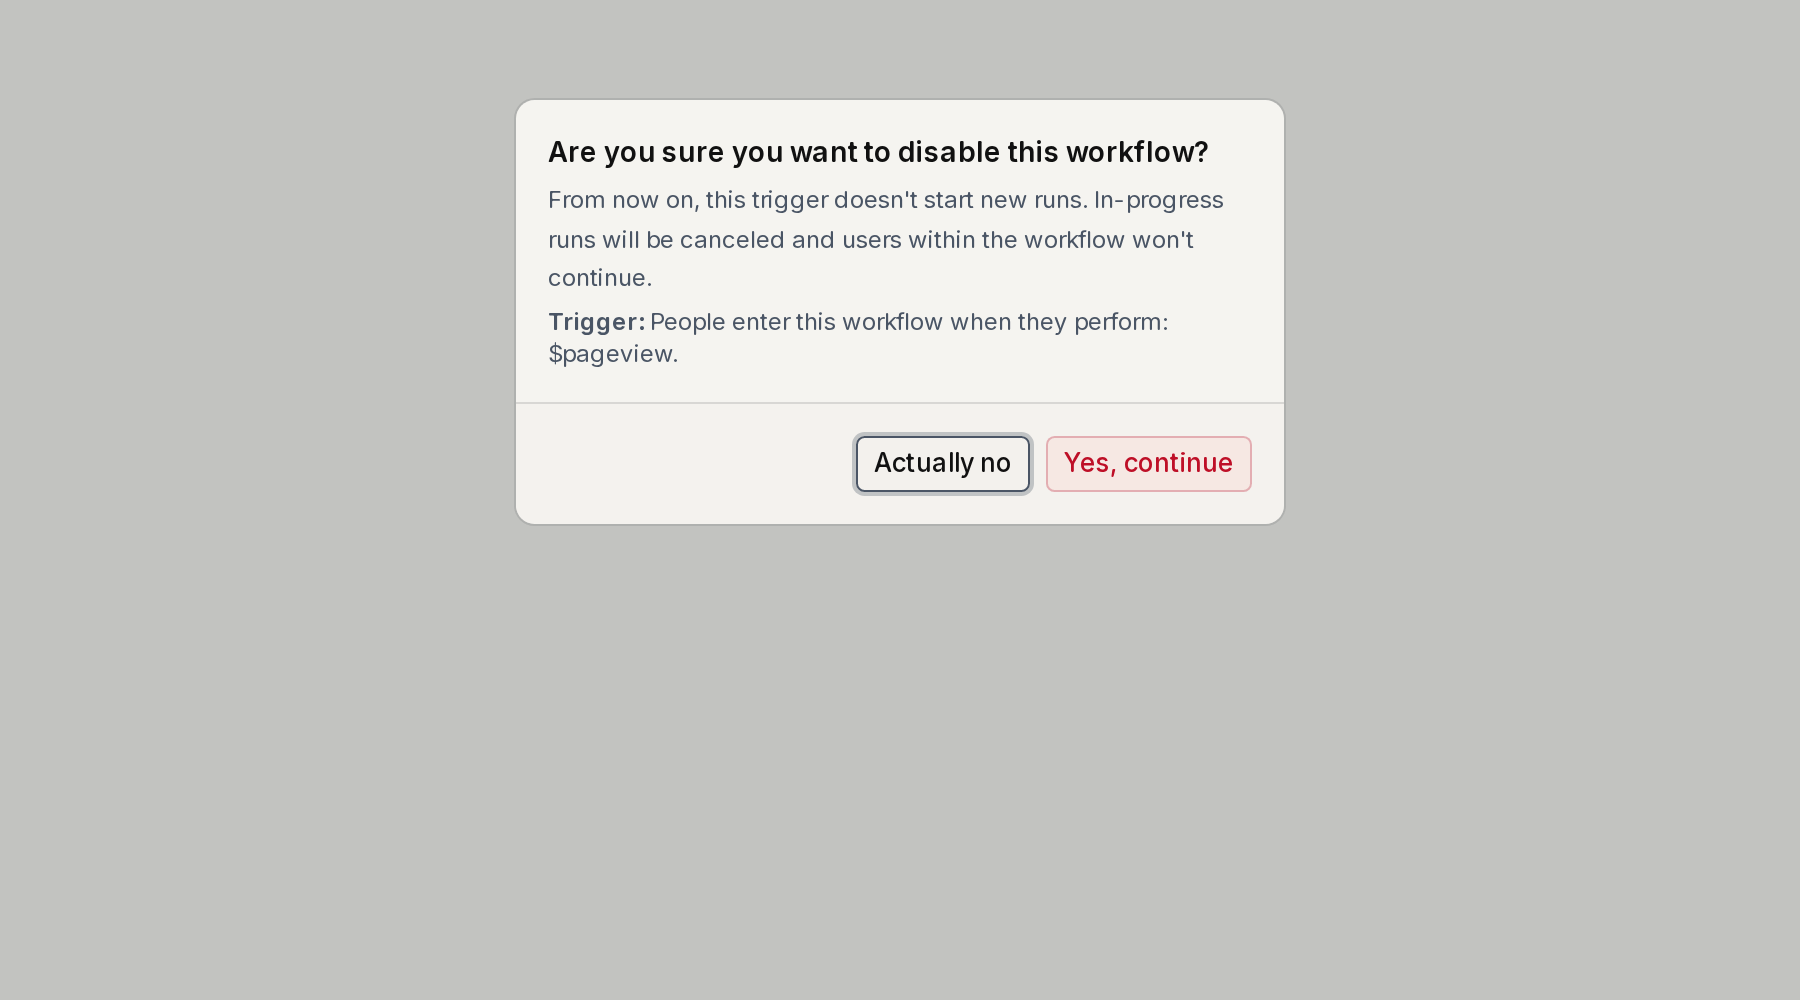 Are you sure you want to disable this workflow?
From now on, this trigger doesn't start new runs. In-progress
runs will be canceled and users within the workflow won't
continue.
Trigger: People enter this workflow when they perform:
$pageview.
Actually no
Yes, continue